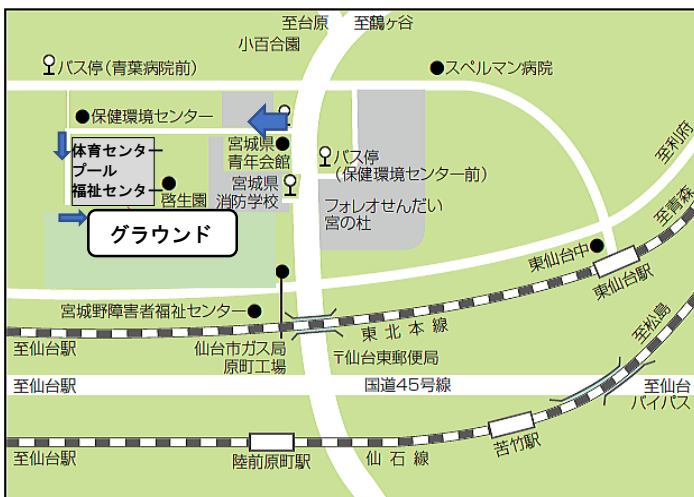 至台原 至鶴ヶ谷
小百合園
バス停(青葉病院前)
スペルマン病院
保健環境センター
宮城県
青年会館
体育センター
プール
福祉センター
啓生園
宮城県
消防学校
バス停
(保健環境センター前)
フォレオせんだい
宮の杜
至利府
至青森
グラウンド
東仙台中
東仙台駅
宮城野障害者福祉センター
東北本線
至松島
至仙台駅
仙台市ガス局
原町工場
〒仙台東郵便局
至仙台駅
国道45号線
至仙台
バイパス
苦竹駅
至仙台駅
陸前原町駅
仙石線